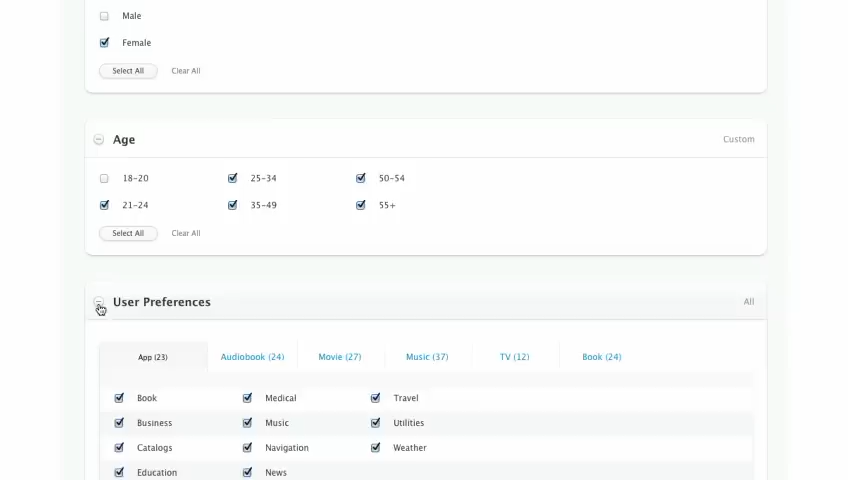 Male
Female
Select All Clear All
Age Custom
18-20 25-34 50-54
21-24 35-49 55+
Select All Clear All
User Preferences All
App (23) Audiobook (24) Movie (27) Music (37) TV (12) Book (24)
Book Medical Travel
Business Music Utilities
Catalogs Navigation Weather
Education News